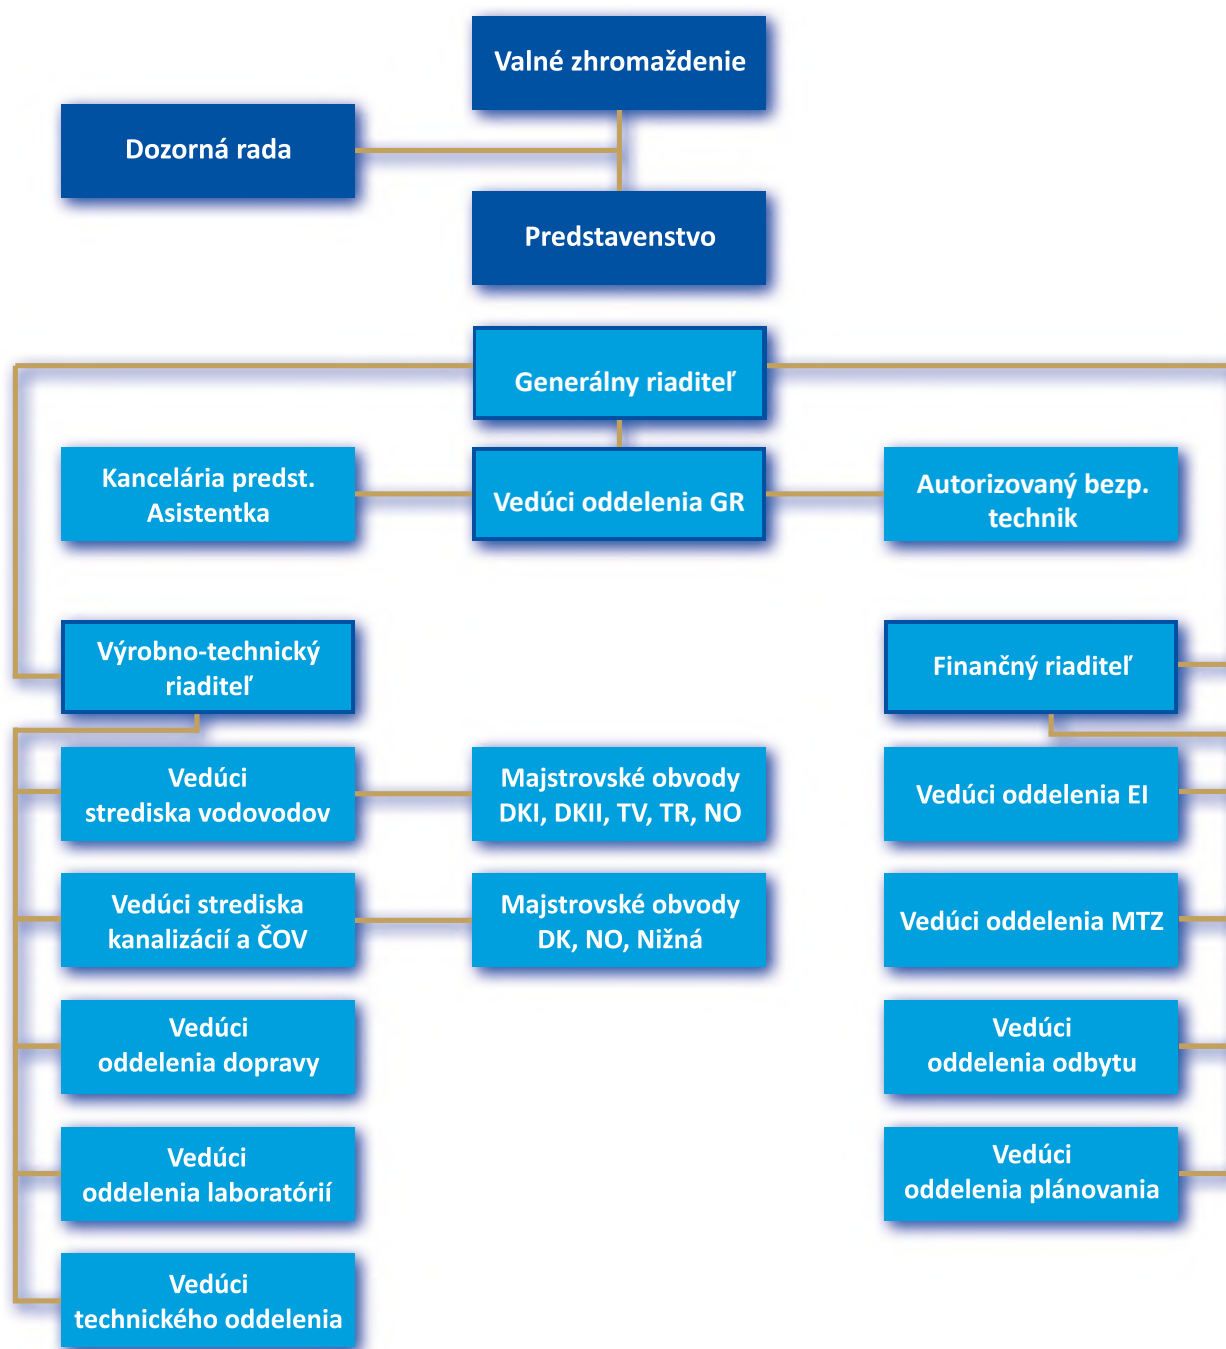 Valné zhromaždenie
Dozorná rada
Predstavenstvo
Generálny riaditeľ
Kancelária predst.
Asistentka
Vedúci oddelenia GR
Autorizovaný bezp.
technik
Výrobno-technický
riaditeľ
Finančný riaditeľ
Vedúci
strediska vodovodov
Majstrovské obvody
DKI, DKII, TV, TR, NO
Vedúci oddelenia EI
Vedúci strediska
kanalizácií a ČOV
Majstrovské obvody
DK, NO, Nižná
Vedúci oddelenia MTZ
Vedúci
oddelenia dopravy
Vedúci
oddelenia odbytu
Vedúci
oddelenia laboratórií
Vedúci
oddelenia plánovania
Vedúci
technického oddelenia